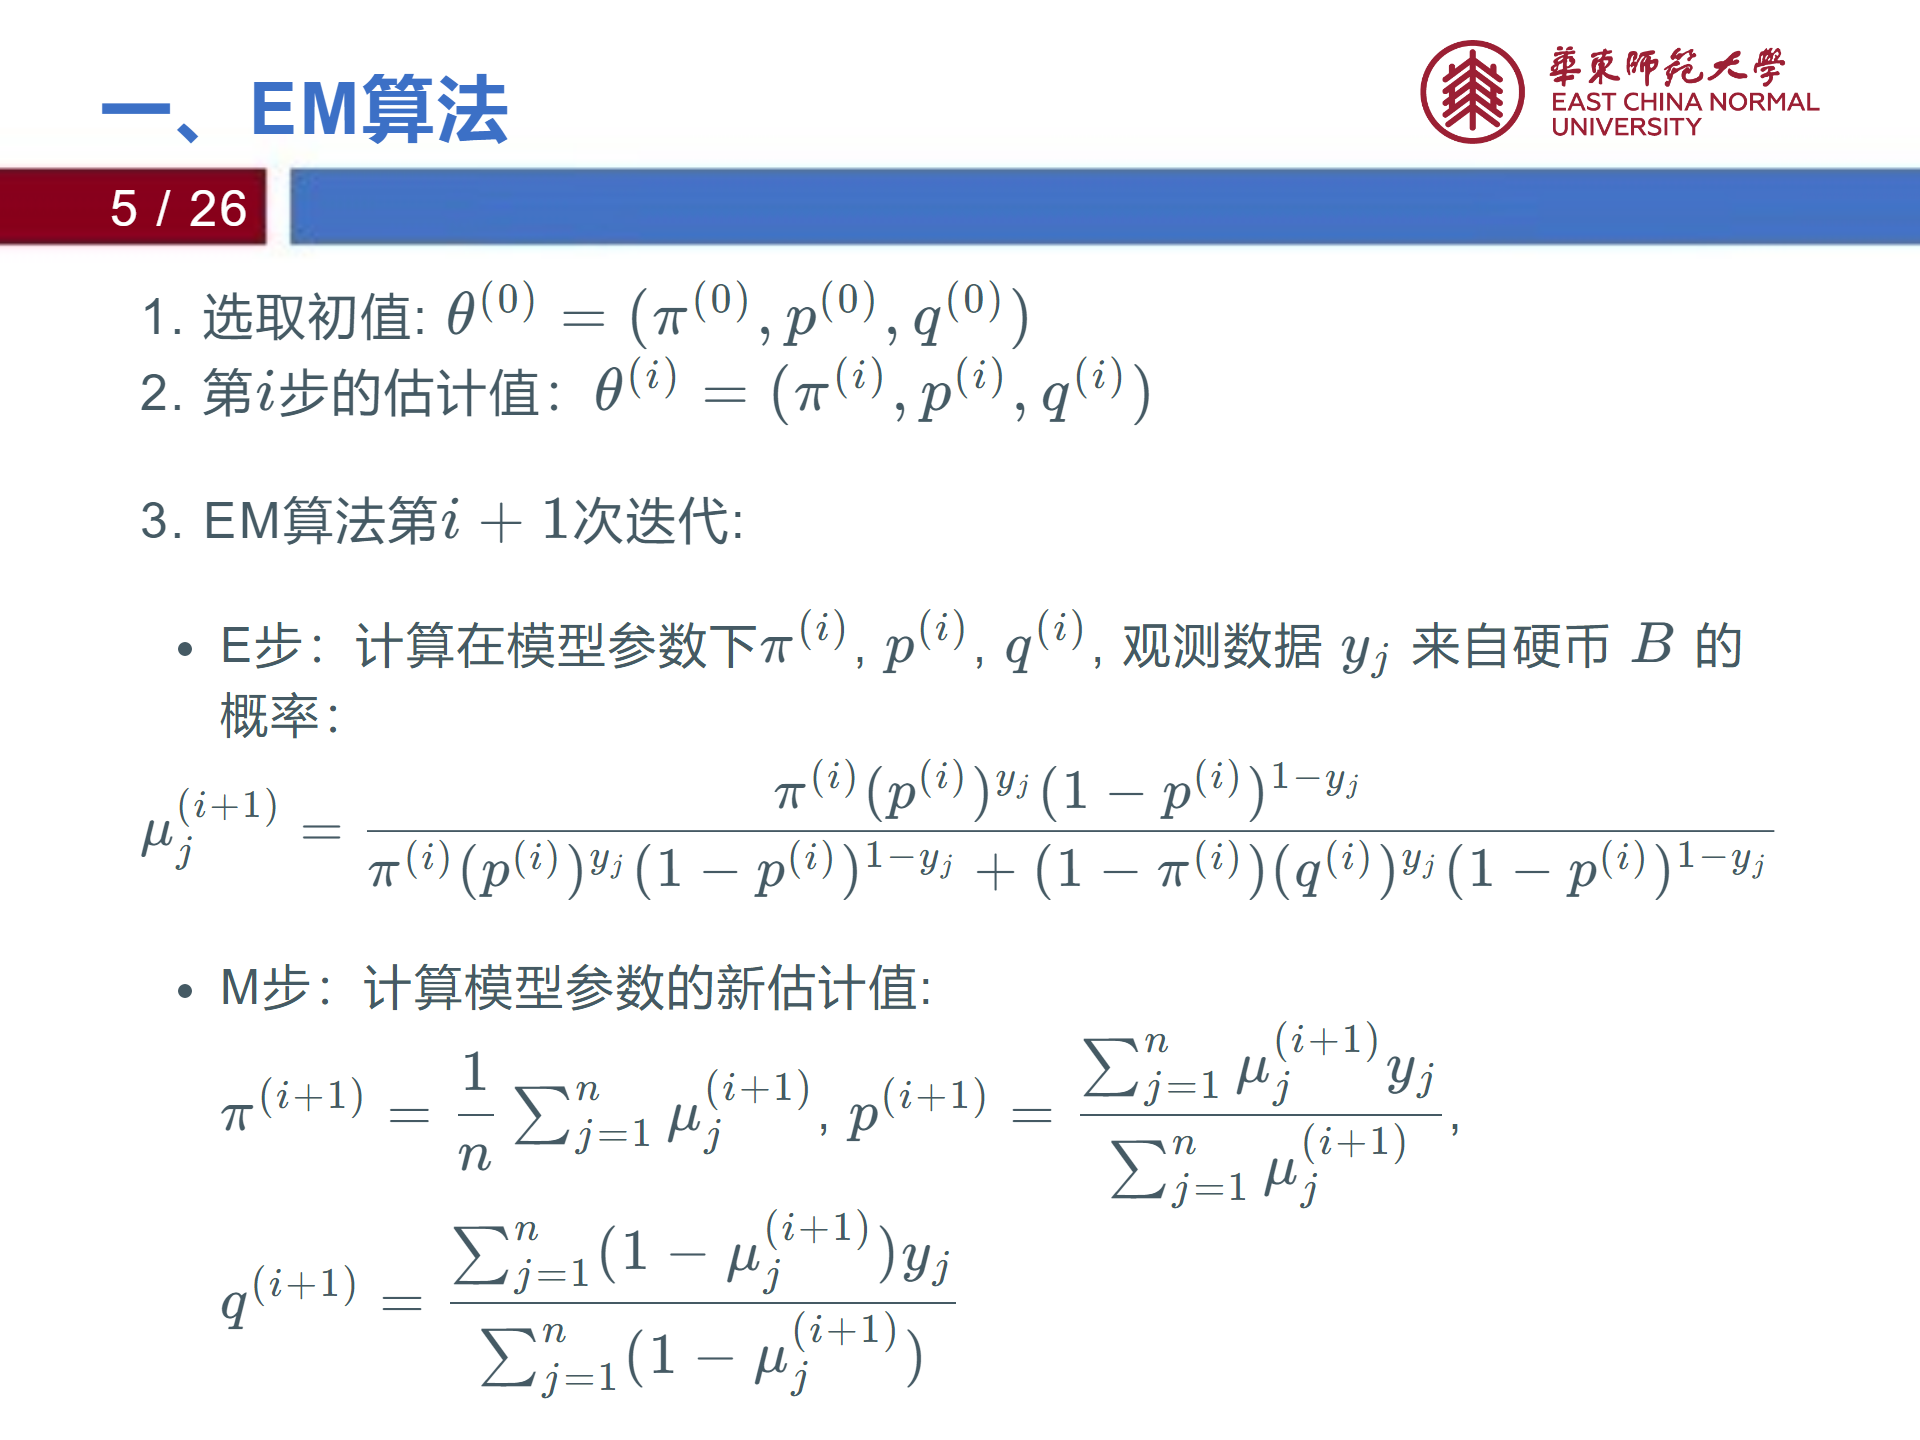 一、EM算法
華東師範大學
EAST CHINA NORMAL
UNIVERSITY
5 / 26
1. 选取初值: θ^{(0)} = (π^{(0)}, p^{(0)}, q^{(0)})
2. 第i步的估计值：θ^{(i)} = (π^{(i)}, p^{(i)}, q^{(i)})
3. EM算法第i + 1次迭代:
• E步：计算在模型参数下π^{(i)}, p^{(i)}, q^{(i)}, 观测数据 y_j 来自硬币 B 的
概率：
μ_j^{(i+1)} = \frac{π^{(i)}(p^{(i)})^{y_j}(1 − p^{(i)})^{1−y_j}}{π^{(i)}(p^{(i)})^{y_j}(1 − p^{(i)})^{1−y_j} + (1 − π^{(i)})(q^{(i)})^{y_j}(1 − p^{(i)})^{1−y_j}}
• M步：计算模型参数的新估计值:
π^{(i+1)} = \frac{1}{n} ∑_{j=1}^{n} μ_j^{(i+1)}, p^{(i+1)} = \frac{∑_{j=1}^{n} μ_j^{(i+1)} y_j}{∑_{j=1}^{n} μ_j^{(i+1)}},
q^{(i+1)} = \frac{∑_{j=1}^{n}(1 − μ_j^{(i+1)})y_j}{∑_{j=1}^{n}(1 − μ_j^{(i+1)})}